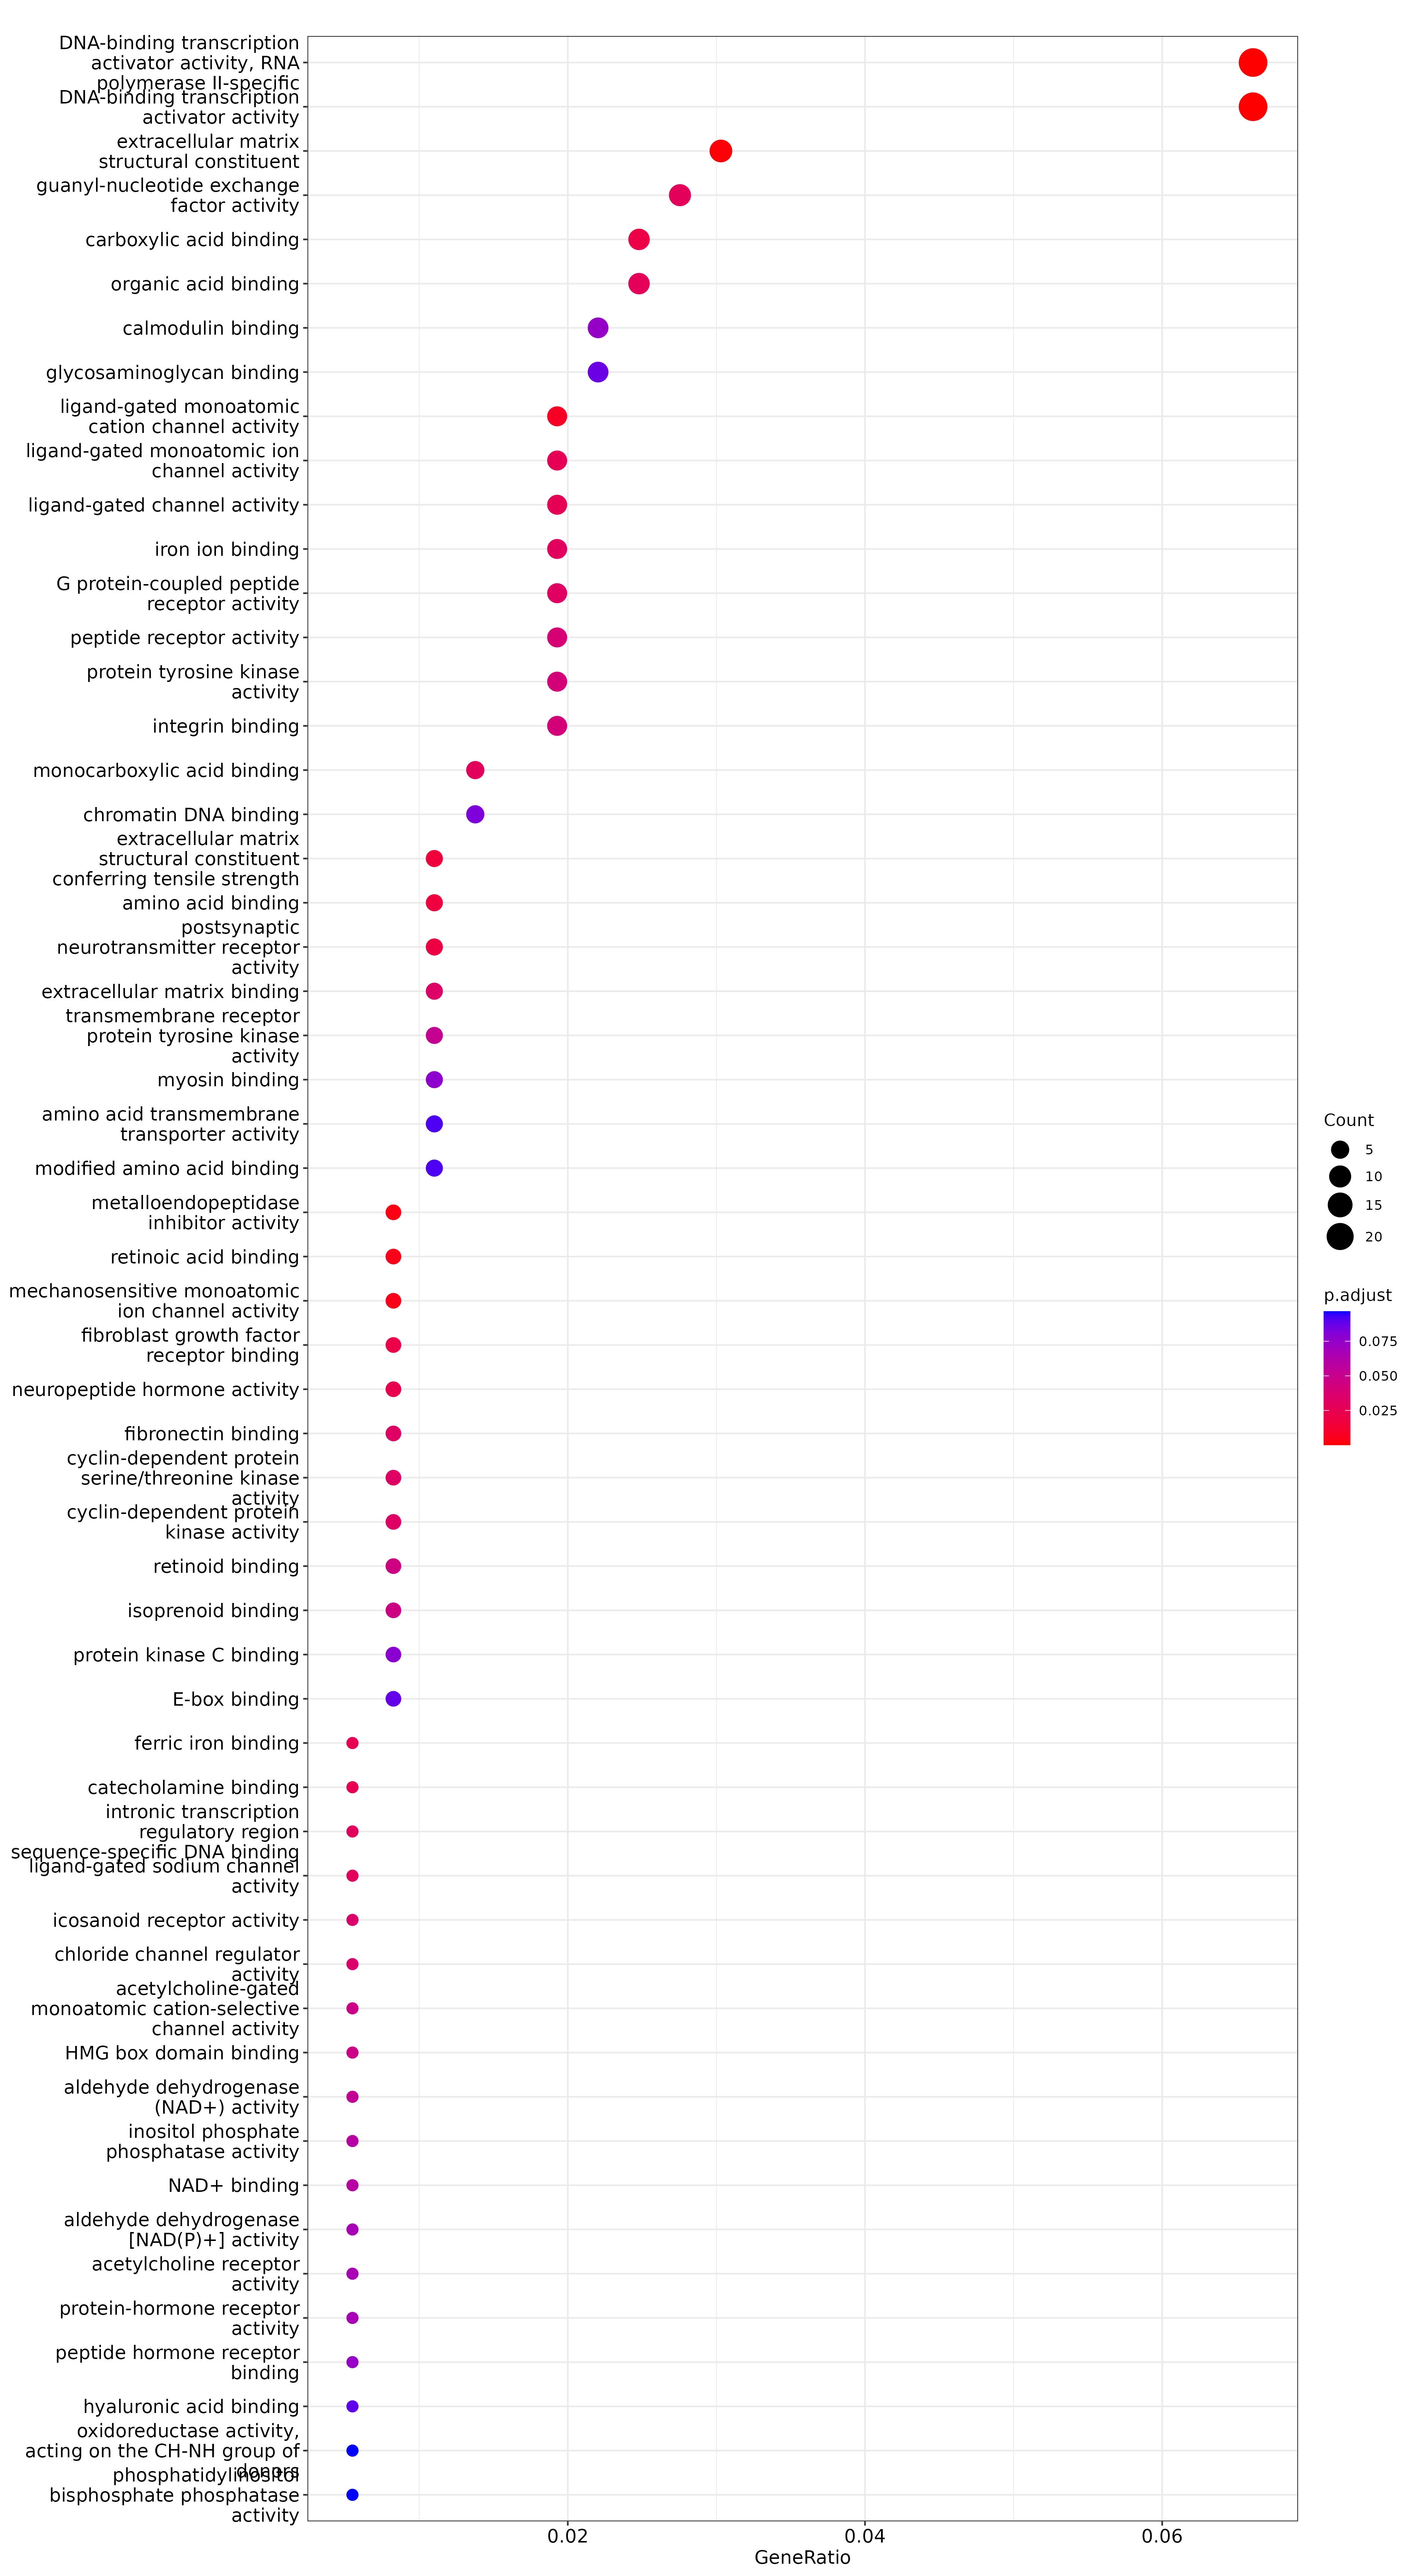 DNA-binding transcription
activator activity, RNA
polymerase II-specific
DNA-binding transcription
activator activity
extracellular matrix
structural constituent
guanyl-nucleotide exchange
factor activity
carboxylic acid binding
organic acid binding
calmodulin binding
glycosaminoglycan binding
ligand-gated monoatomic
cation channel activity
ligand-gated monoatomic ion
channel activity
ligand-gated channel activity
iron ion binding
G protein-coupled peptide
receptor activity
peptide receptor activity
protein tyrosine kinase
activity
integrin binding
monocarboxylic acid binding
chromatin DNA binding
extracellular matrix
structural constituent
conferring tensile strength
amino acid binding
postsynaptic
neurotransmitter receptor
activity
extracellular matrix binding
transmembrane receptor
protein tyrosine kinase
activity
myosin binding
amino acid transmembrane
transporter activity
modified amino acid binding
metalloendopeptidase
inhibitor activity
retinoic acid binding
mechanosensitive monoatomic
ion channel activity
fibroblast growth factor
receptor binding
neuropeptide hormone activity
fibronectin binding
cyclin-dependent protein
serine/threonine kinase
activity
cyclin-dependent protein
kinase activity
retinoid binding
isoprenoid binding
protein kinase C binding
E-box binding
ferric iron binding
catecholamine binding
intronic transcription
regulatory region
sequence-specific DNA binding
ligand-gated sodium channel
activity
icosanoid receptor activity
chloride channel regulator
activity
acetylcholine-gated
monoatomic cation-selective
channel activity
HMG box domain binding
aldehyde dehydrogenase
(NAD+) activity
inositol phosphate
phosphatase activity
NAD+ binding
aldehyde dehydrogenase
[NAD(P)+] activity
acetylcholine receptor
activity
protein-hormone receptor
activity
peptide hormone receptor
binding
hyaluronic acid binding
oxidoreductase activity,
acting on the CH-NH group of
donors
phosphatidylinositol
bisphosphate phosphatase
activity
0.02
0.04
0.06
GeneRatio
Count
5
10
15
20
p.adjust
0.075
0.050
0.025